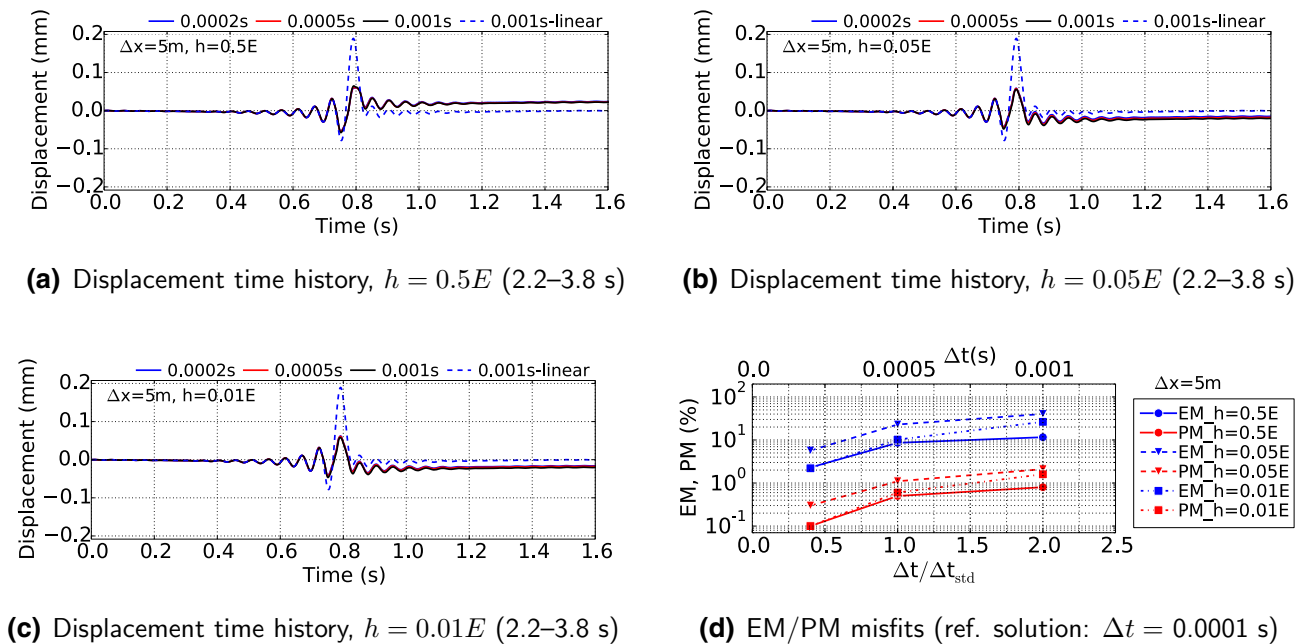 0.0002s 0.0005s 0.001s 0.001s-linear
Δx=5m, h=0.5E
Displacement (mm)
0.2
0.1
0.0
−0.1
−0.2
0.0 0.2 0.4 0.6 0.8 1.0 1.2 1.4 1.6
Time (s)
(a) Displacement time history, h = 0.5E (2.2–3.8 s)
0.0002s 0.0005s 0.001s 0.001s-linear
Δx=5m, h=0.05E
Displacement (mm)
0.2
0.1
0.0
−0.1
−0.2
0.0 0.2 0.4 0.6 0.8 1.0 1.2 1.4 1.6
Time (s)
(b) Displacement time history, h = 0.05E (2.2–3.8 s)
0.0002s 0.0005s 0.001s 0.001s-linear
Δx=5m, h=0.01E
Displacement (mm)
0.2
0.1
0.0
−0.1
−0.2
0.0 0.2 0.4 0.6 0.8 1.0 1.2 1.4 1.6
Time (s)
(c) Displacement time history, h = 0.01E (2.2–3.8 s)
Δt(s)
0.0 0.0005 0.001
EM, PM (%)
10²
10¹
10⁰
10⁻¹
0.0 0.5 1.0 1.5 2.0 2.5
Δt/Δt_std
Δx=5m
EM_h=0.5E
PM_h=0.5E
EM_h=0.05E
PM_h=0.05E
EM_h=0.01E
PM_h=0.01E
(d) EM/PM misfits (ref. solution: Δt = 0.0001 s)